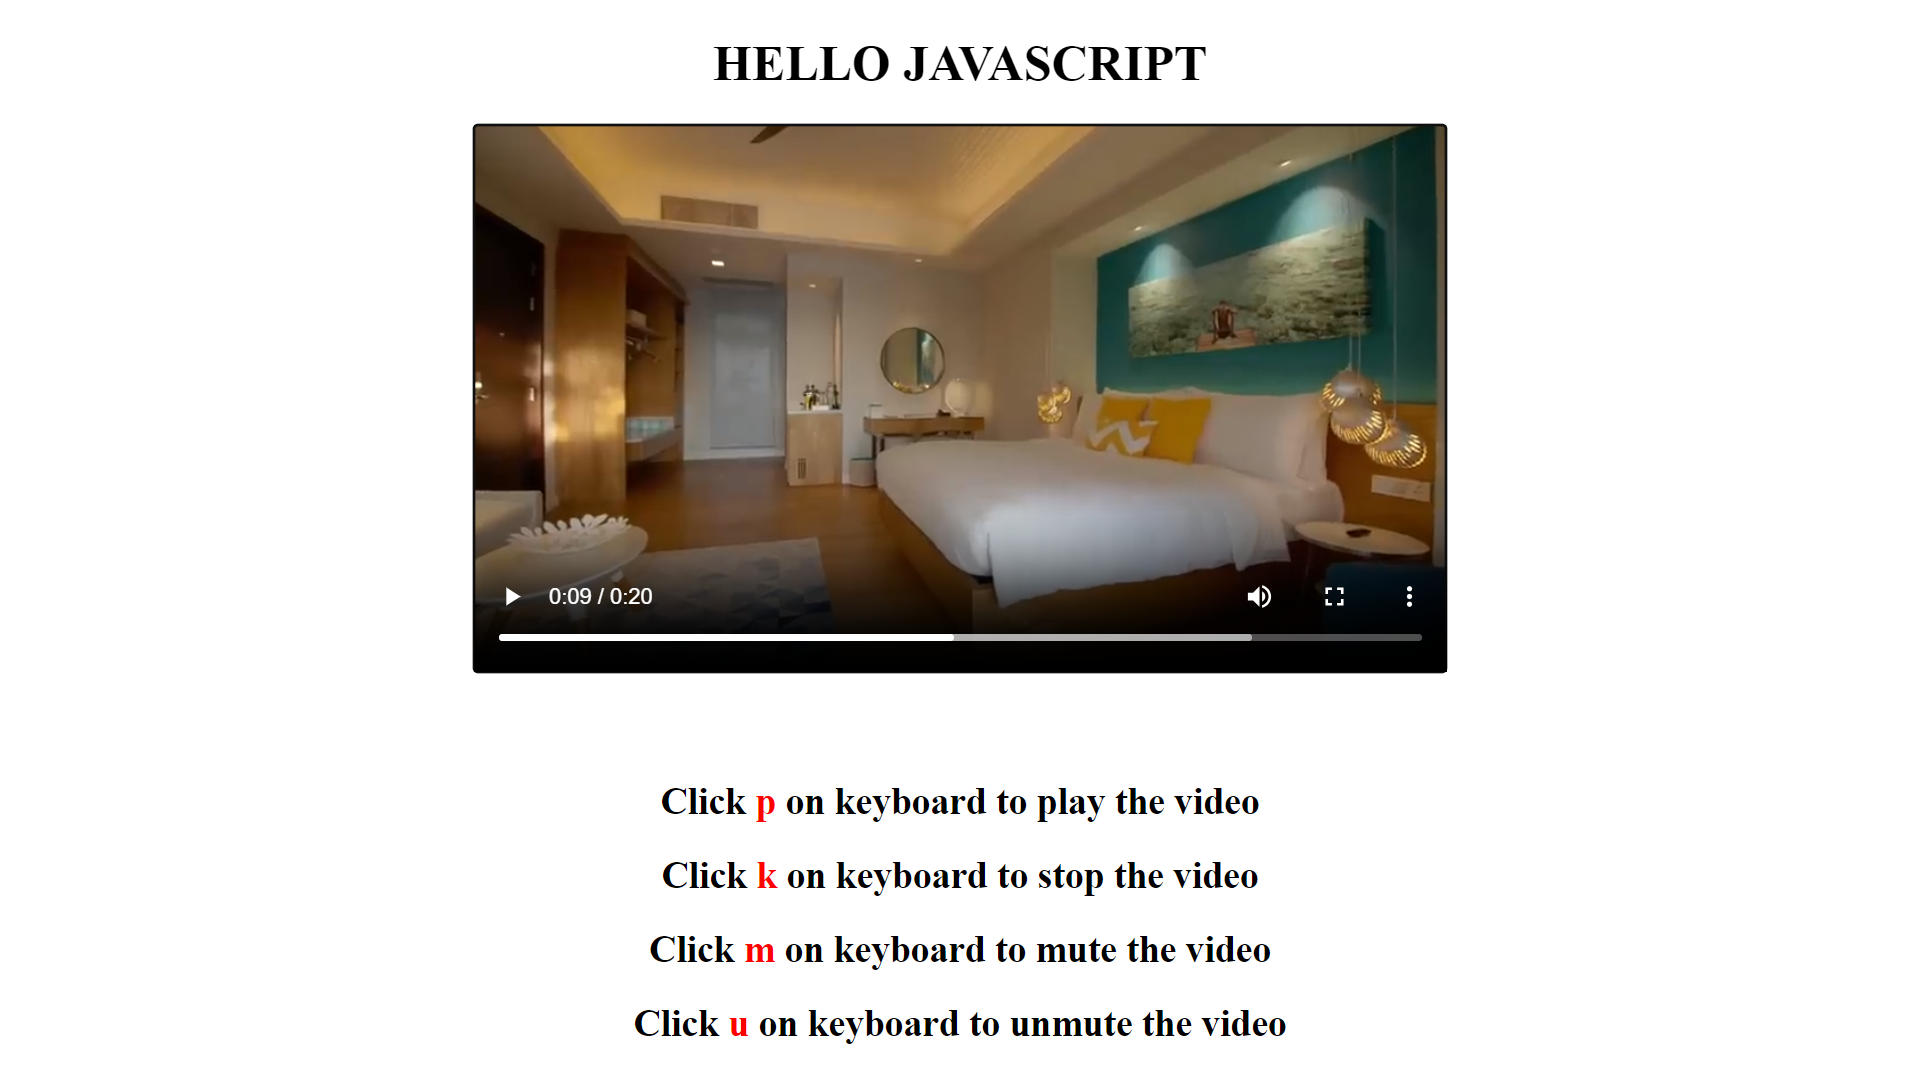 HELLO JAVASCRIPT
0:09 / 0:20
Click p on keyboard to play the video
Click k on keyboard to stop the video
Click m on keyboard to mute the video
Click u on keyboard to unmute the video